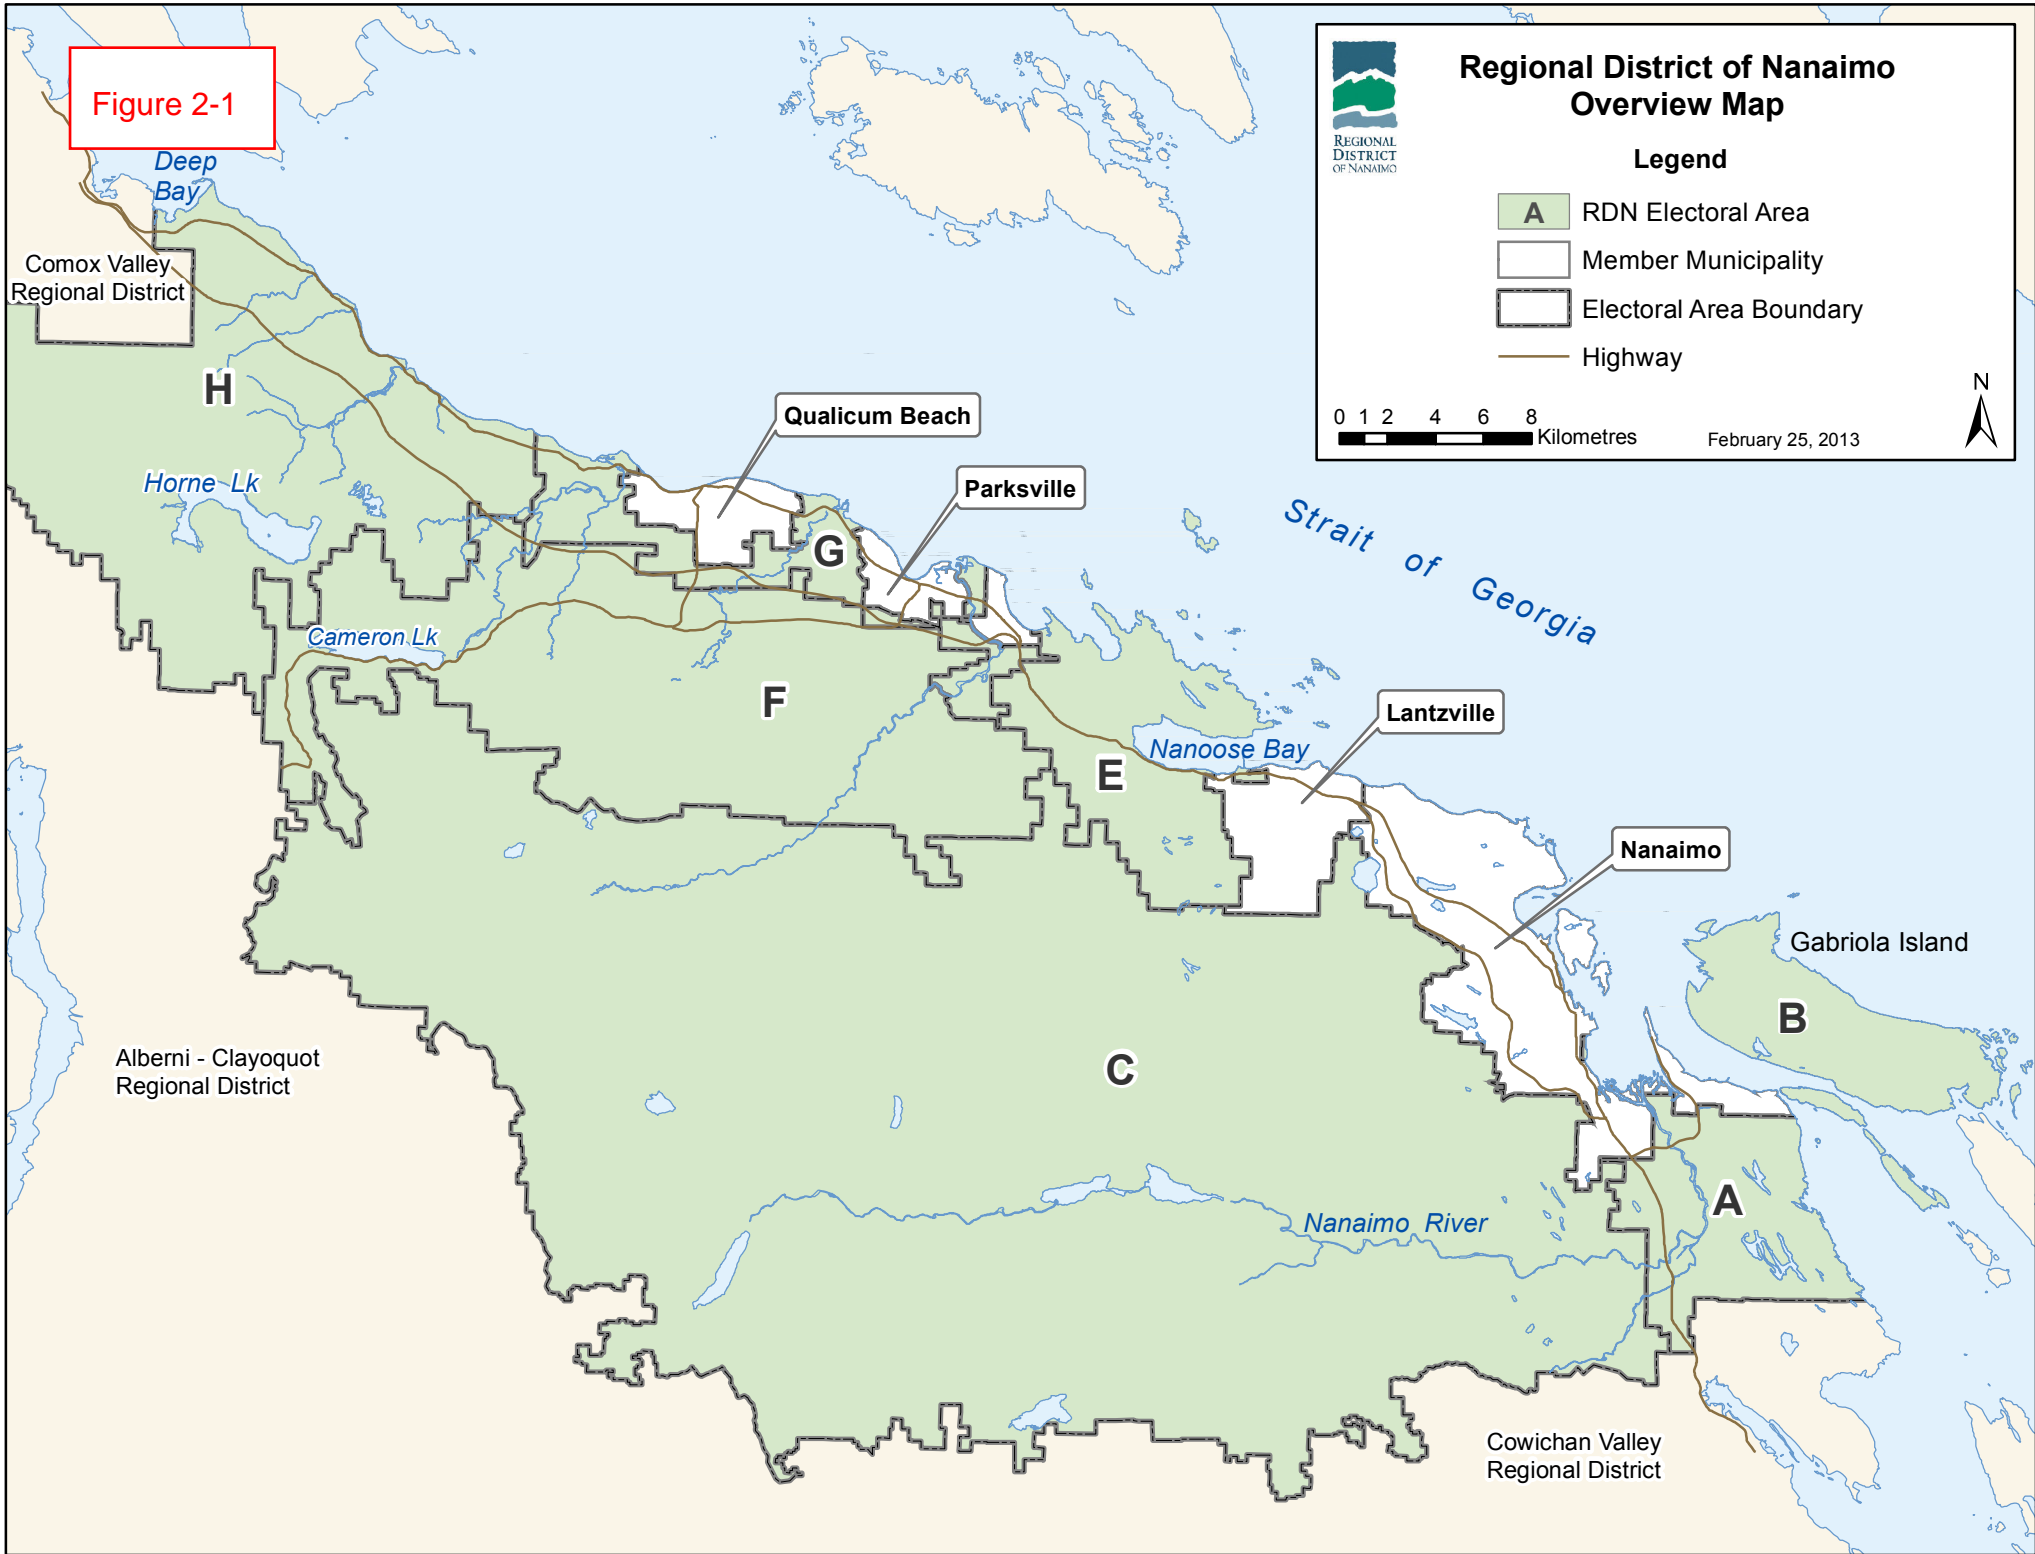 Figure 2-1
REGIONAL
DISTRICT
OF NANAIMO
Regional District of Nanaimo
Overview Map
Legend
A RDN Electoral Area
Member Municipality
Electoral Area Boundary
Highway
0 1 2 4 6 8
Kilometres
February 25, 2013
N
Deep
Bay
Comox Valley
Regional District
H
Qualicum Beach
Parksville
Horne Lk
Strait of Georgia
G
Cameron Lk
F
Lantzville
Nanoose Bay
E
Nanaimo
Gabriola Island
B
Alberni - Clayoquot
Regional District
C
A
Nanaimo River
Cowichan Valley
Regional District